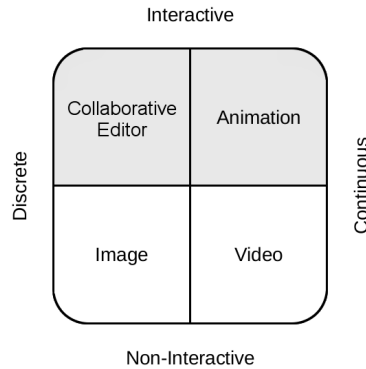 Interactive
Collaborative
Editor
Animation
Discrete
Continuous
Image
Video
Non-Interactive